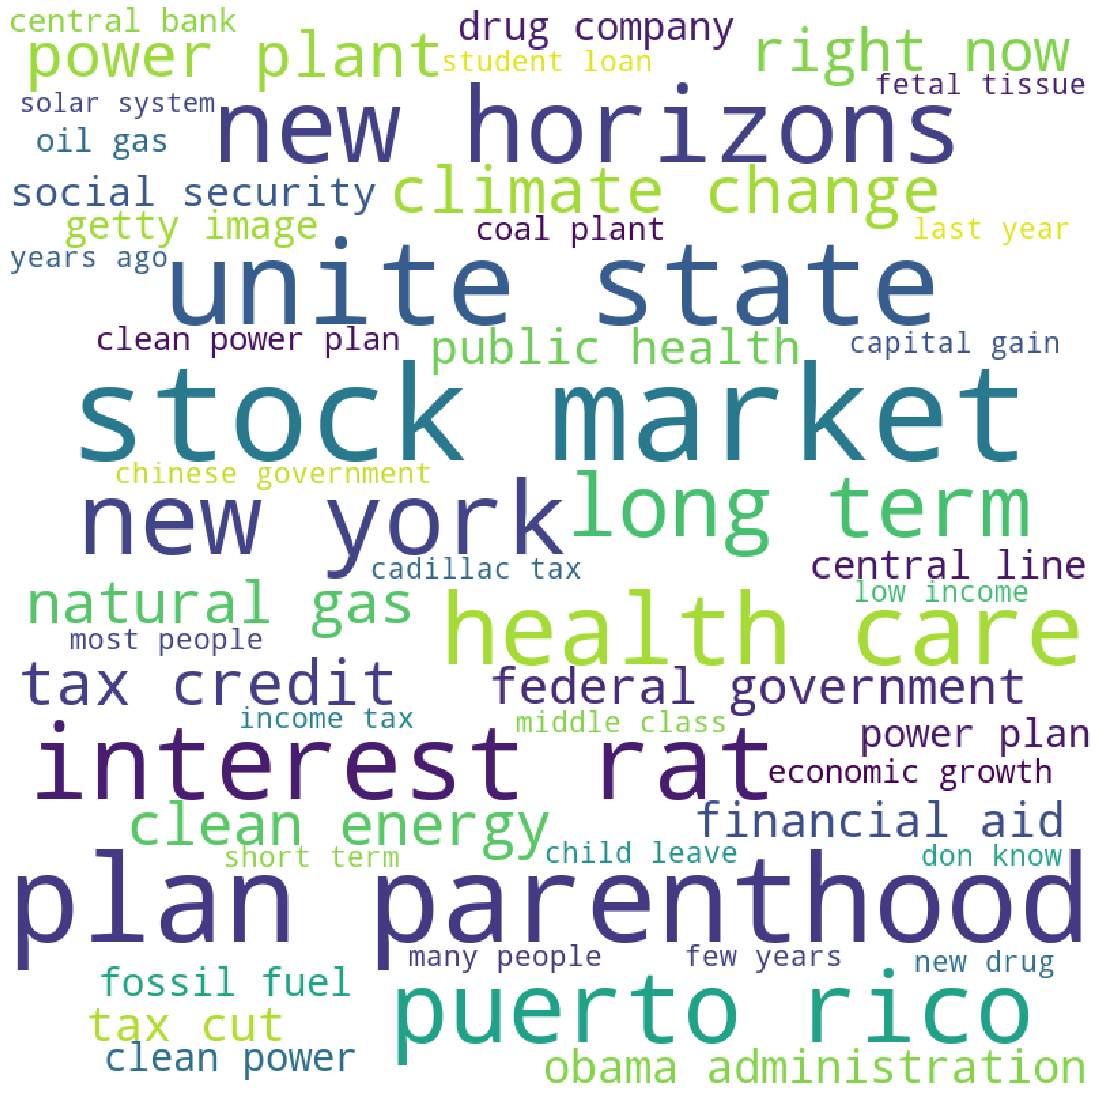 central bank
drug company
power plant
right now
student loan
fetal tissue
solar system
new horizons
oil gas
social security
climate change
getty image
coal plant
last year
years ago
unite state
clean power plan
public health
capital gain
stock market
chinese government
new york
long term
cadillac tax
central line
natural gas
low income
health care
most people
tax credit
federal government
income tax
middle class
power plan
interest rat
economic growth
clean energy
financial aid
short term
child leave
don know
plan parenthood
many people
few years
new drug
fossil fuel
puerto rico
tax cut
clean power
obama administration